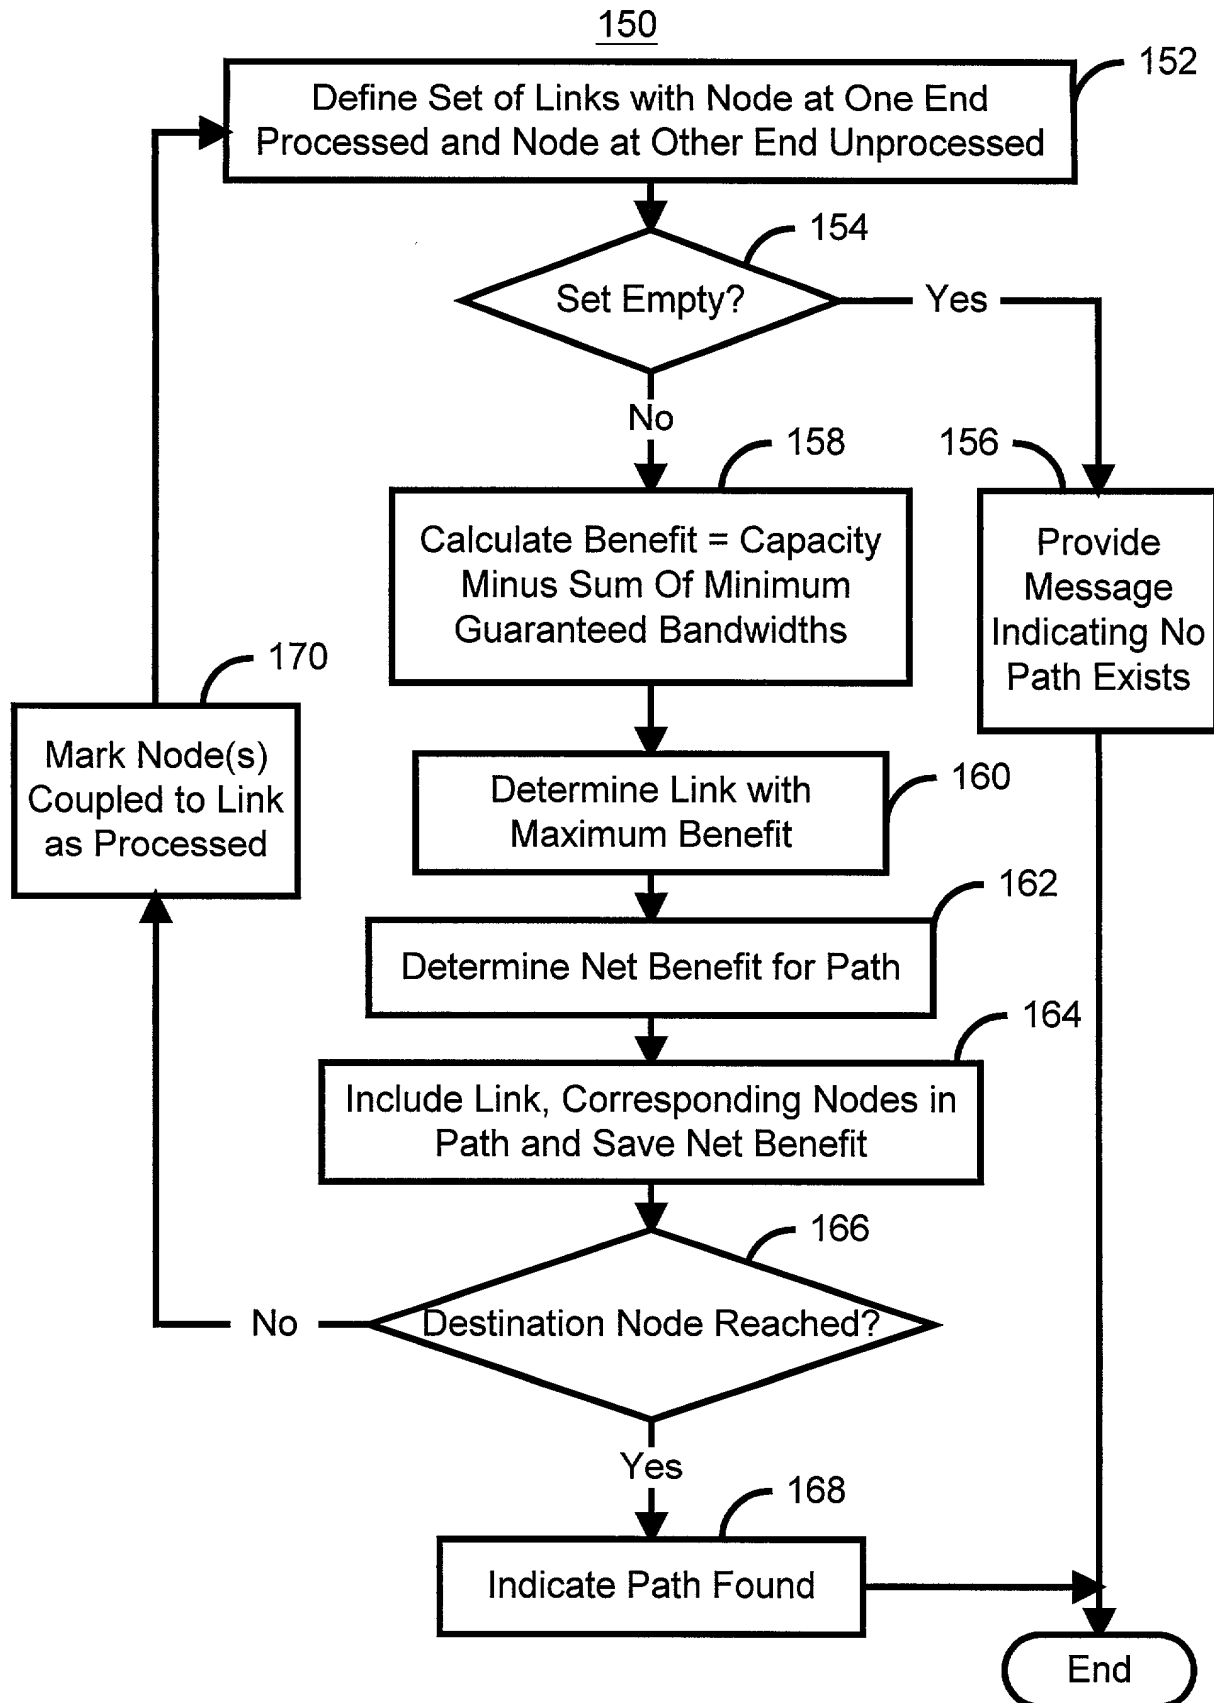 150
152
Define Set of Links with Node at One End
Processed and Node at Other End Unprocessed
154
Set Empty?
Yes
No
158
156
Calculate Benefit = Capacity
Minus Sum Of Minimum
Guaranteed Bandwidths
Provide
Message
Indicating No
Path Exists
170
Mark Node(s)
Coupled to Link
as Processed
160
Determine Link with
Maximum Benefit
162
Determine Net Benefit for Path
164
Include Link, Corresponding Nodes in
Path and Save Net Benefit
166
Destination Node Reached?
No
Yes
168
Indicate Path Found
End